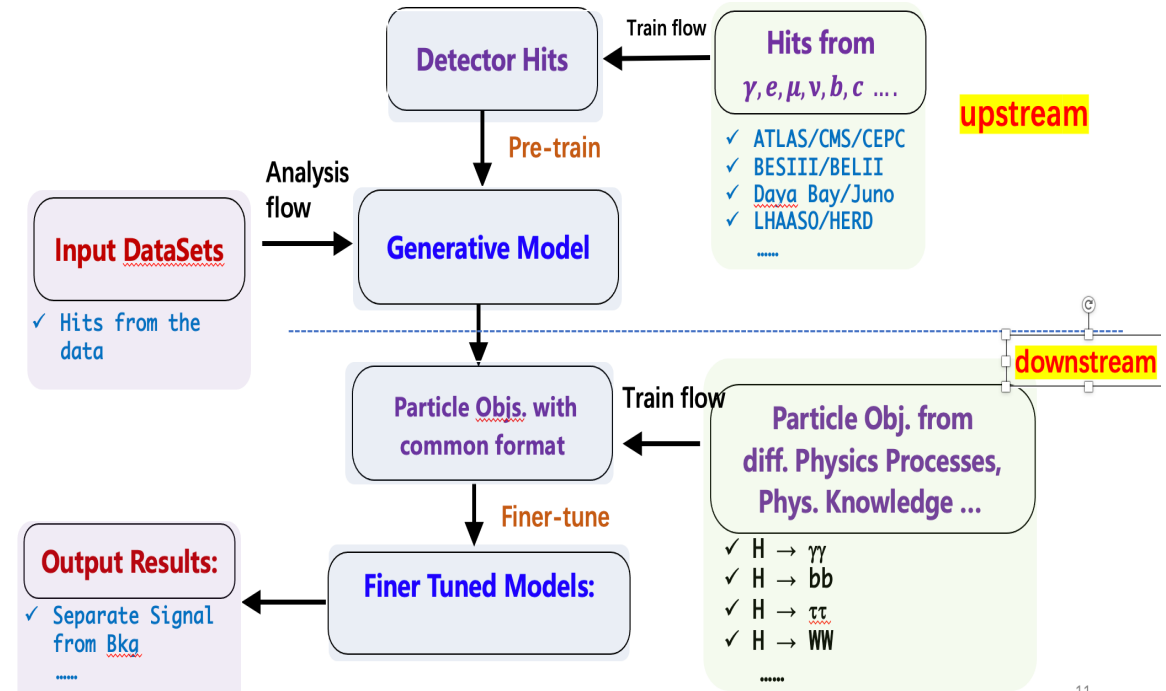 Detector Hits
Train flow
Hits from
γ, e, μ, ν, b, c ….
✓ ATLAS/CMS/CEPC
✓ BESIII/BELII
✓ Daya Bay/Juno
✓ LHAASO/HERD
……
upstream
Pre-train
Analysis
flow
Input DataSets
✓ Hits from the
data
Generative Model
downstream
Particle Objs. with
common format
Train flow
Particle Obj. from
diff. Physics Processes,
Phys. Knowledge …
✓ H → γγ
✓ H → bb
✓ H → ττ
✓ H → WW
……
Finer-tune
Finer Tuned Models:
Output Results:
✓ Separate Signal
from Bkg
……
11